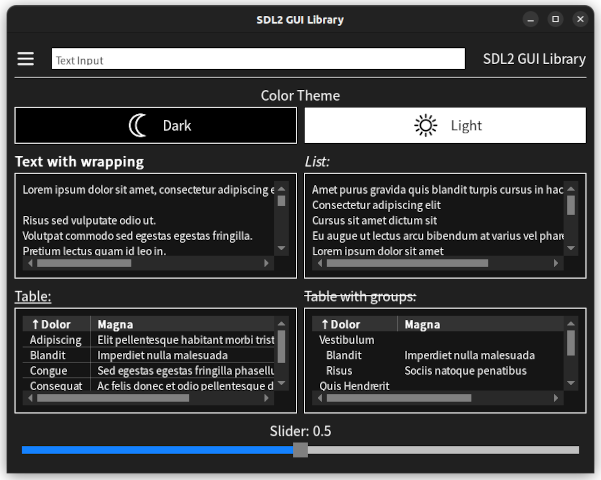 SDL2 GUI Library
Text Input
SDL2 GUI Library
Color Theme
Dark
Light
Text with wrapping
Lorem ipsum dolor sit amet, consectetur adipiscing e
Risus sed vulputate odio ut.
Volutpat commodo sed egestas egestas fringilla.
Pretium lectus quam id leo in.
List:
Amet purus gravida quis blandit turpis cursus in hac
Consectetur adipiscing elit
Cursus sit amet dictum sit
Eu augue ut lectus arcu bibendum at varius vel phare
Lorem ipsum dolor sit amet
Table:
↑ Dolor Magna
Adipiscing Elit pellentesque habitant morbi trist
Blandit Imperdiet nulla malesuada
Congue Sed egestas egestas fringilla phasellu
Consequat Ac felis donec et odio pellentesque d
Table with groups:
↑ Dolor Magna
Vestibulum
Blandit Imperdiet nulla malesuada
Risus Sociis natoque penatibus
Quis Hendrerit
Slider: 0.5